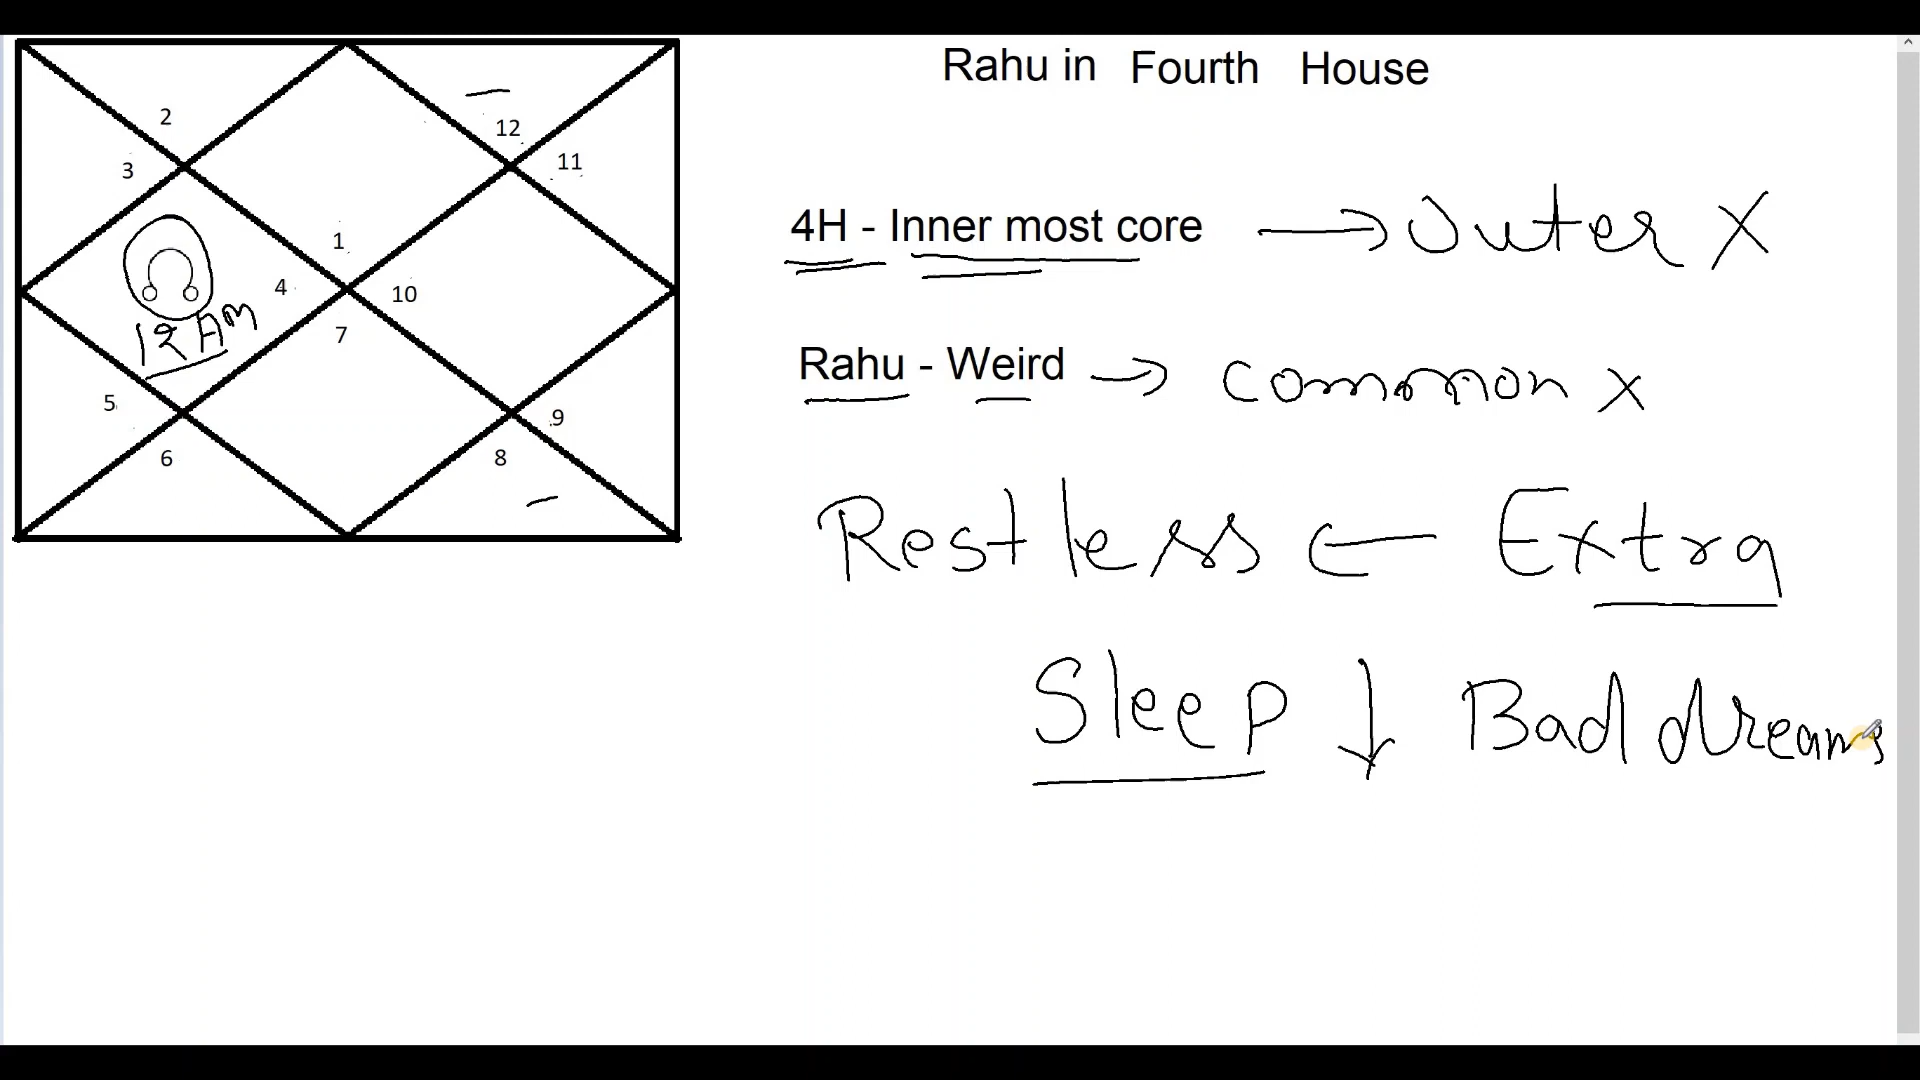 Rahu in Fourth House
2
12
3
11
1
4
10
12 AM
7
5
9
6
8
4H - Inner most core → Outer X
Rahu - Weird → common x
Restless ← Extra
Sleep ↓ Bad dreams